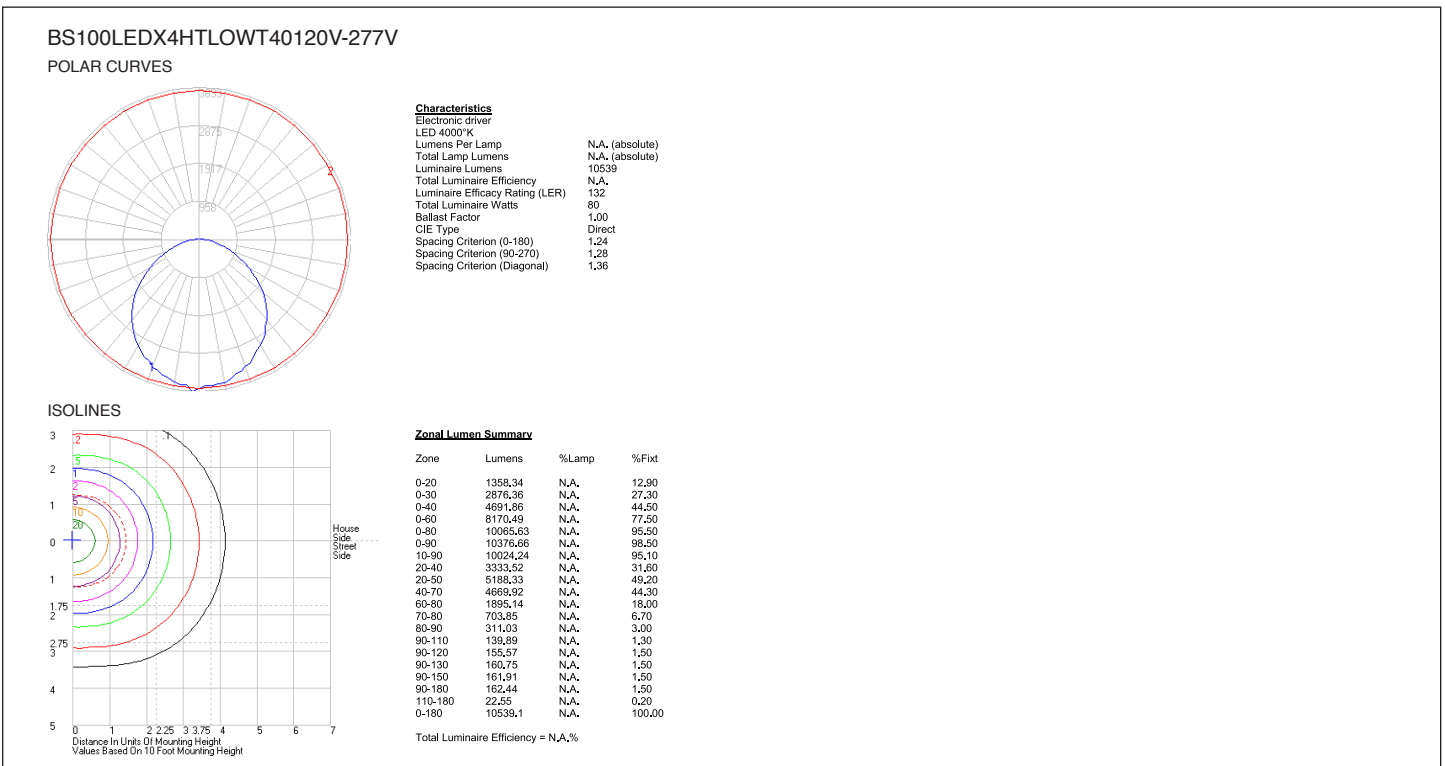 BS100LEDX4HTLOWT40120V-277V
POLAR CURVES
3833
2875
1917
958
2
1
Characteristics
Electronic driver
LED 4000°K
Lumens Per Lamp N.A. (absolute)
Total Lamp Lumens N.A. (absolute)
Luminaire Lumens 10539
Total Luminaire Efficiency N.A.
Luminaire Efficacy Rating (LER) 132
Total Luminaire Watts 80
Ballast Factor 1.00
CIE Type Direct
Spacing Criterion (0-180) 1.24
Spacing Criterion (90-270) 1.28
Spacing Criterion (Diagonal) 1.36
ISOLINES
3
2
1
0
1
1.75
2
2.75
3
4
5
.2
.1
.5
1
2
5
10
20
House
Side
Street
Side
0 1 2 2.25 3 3.75 4 5 6 7
Distance In Units Of Mounting Height
Values Based On 10 Foot Mounting Height
Zonal Lumen Summary
Zone Lumens %Lamp %Fixt
0-20 1358.34 N.A. 12.90
0-30 2876.36 N.A. 27.30
0-40 4691.86 N.A. 44.50
0-60 8170.49 N.A. 77.50
0-80 10065.63 N.A. 95.50
0-90 10376.66 N.A. 98.50
10-90 10024.24 N.A. 95.10
20-40 3333.52 N.A. 31.60
20-50 5188.33 N.A. 49.20
40-70 4669.92 N.A. 44.30
60-80 1895.14 N.A. 18.00
70-80 703.85 N.A. 6.70
80-90 311.03 N.A. 3.00
90-110 139.89 N.A. 1.30
90-120 155.57 N.A. 1.50
90-130 160.75 N.A. 1.50
90-150 161.91 N.A. 1.50
90-180 162.44 N.A. 1.50
110-180 22.55 N.A. 0.20
0-180 10539.1 N.A. 100.00
Total Luminaire Efficiency = N.A.%